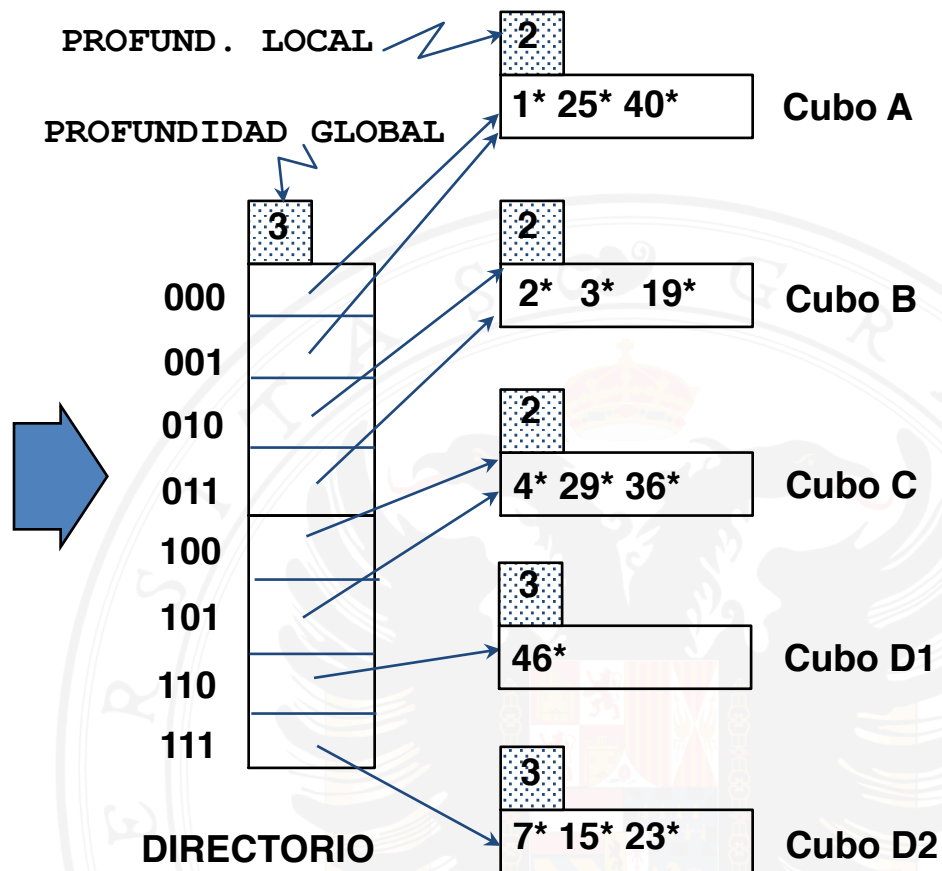 PROFUND. LOCAL
2
1* 25* 40*
Cubo A
PROFUNDIDAD GLOBAL
3
2
2* 3* 19*
Cubo B
000
001
010
011
100
101
110
111
2
4* 29* 36*
Cubo C
3
46*
Cubo D1
3
7* 15* 23*
Cubo D2
DIRECTORIO